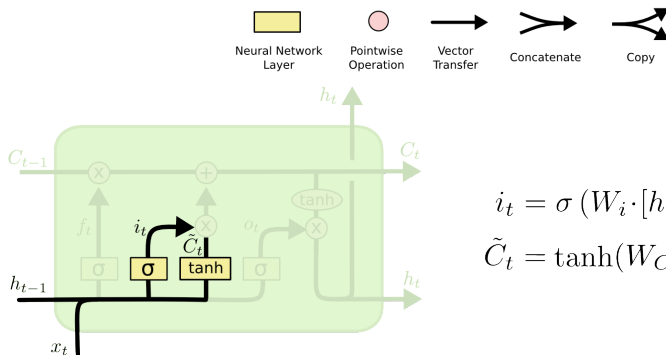 Neural Network Layer
Pointwise Operation
Vector Transfer
Concatenate
Copy
h_t
C_{t-1}
C_t
tanh
f_t
i_t
o_t
C̃_t
σ
σ
tanh
σ
h_{t-1}
h_t
x_t
i_t = σ (W_i·[h
C̃_t = tanh(W_C